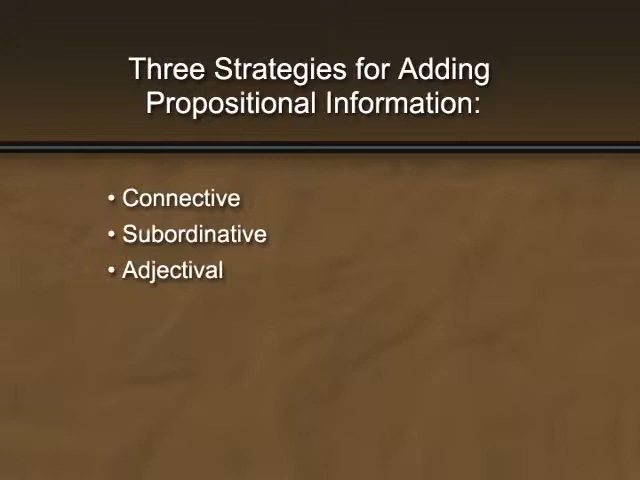 Three Strategies for Adding
Propositional Information:
• Connective
• Subordinative
• Adjectival